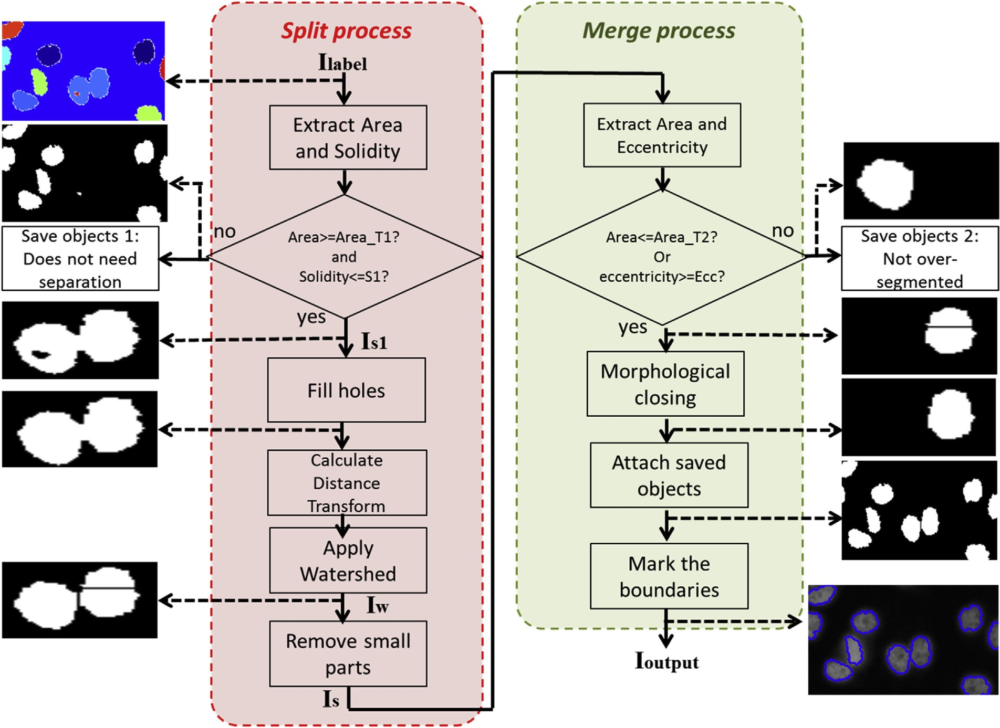 Split process
Ilabel
Extract Area
and Solidity
no
Area>=Area_T1?
and
Solidity<=S1?
Save objects 1:
Does not need
separation
yes
Is1
Fill holes
Calculate
Distance
Transform
Apply
Watershed
Iw
Remove small
parts
Is
Merge process
Extract Area and
Eccentricity
Area<=Area_T2?
Or
eccentricity>=Ecc?
no
Save objects 2:
Not over-
segmented
yes
Morphological
closing
Attach saved
objects
Mark the
boundaries
Ioutput